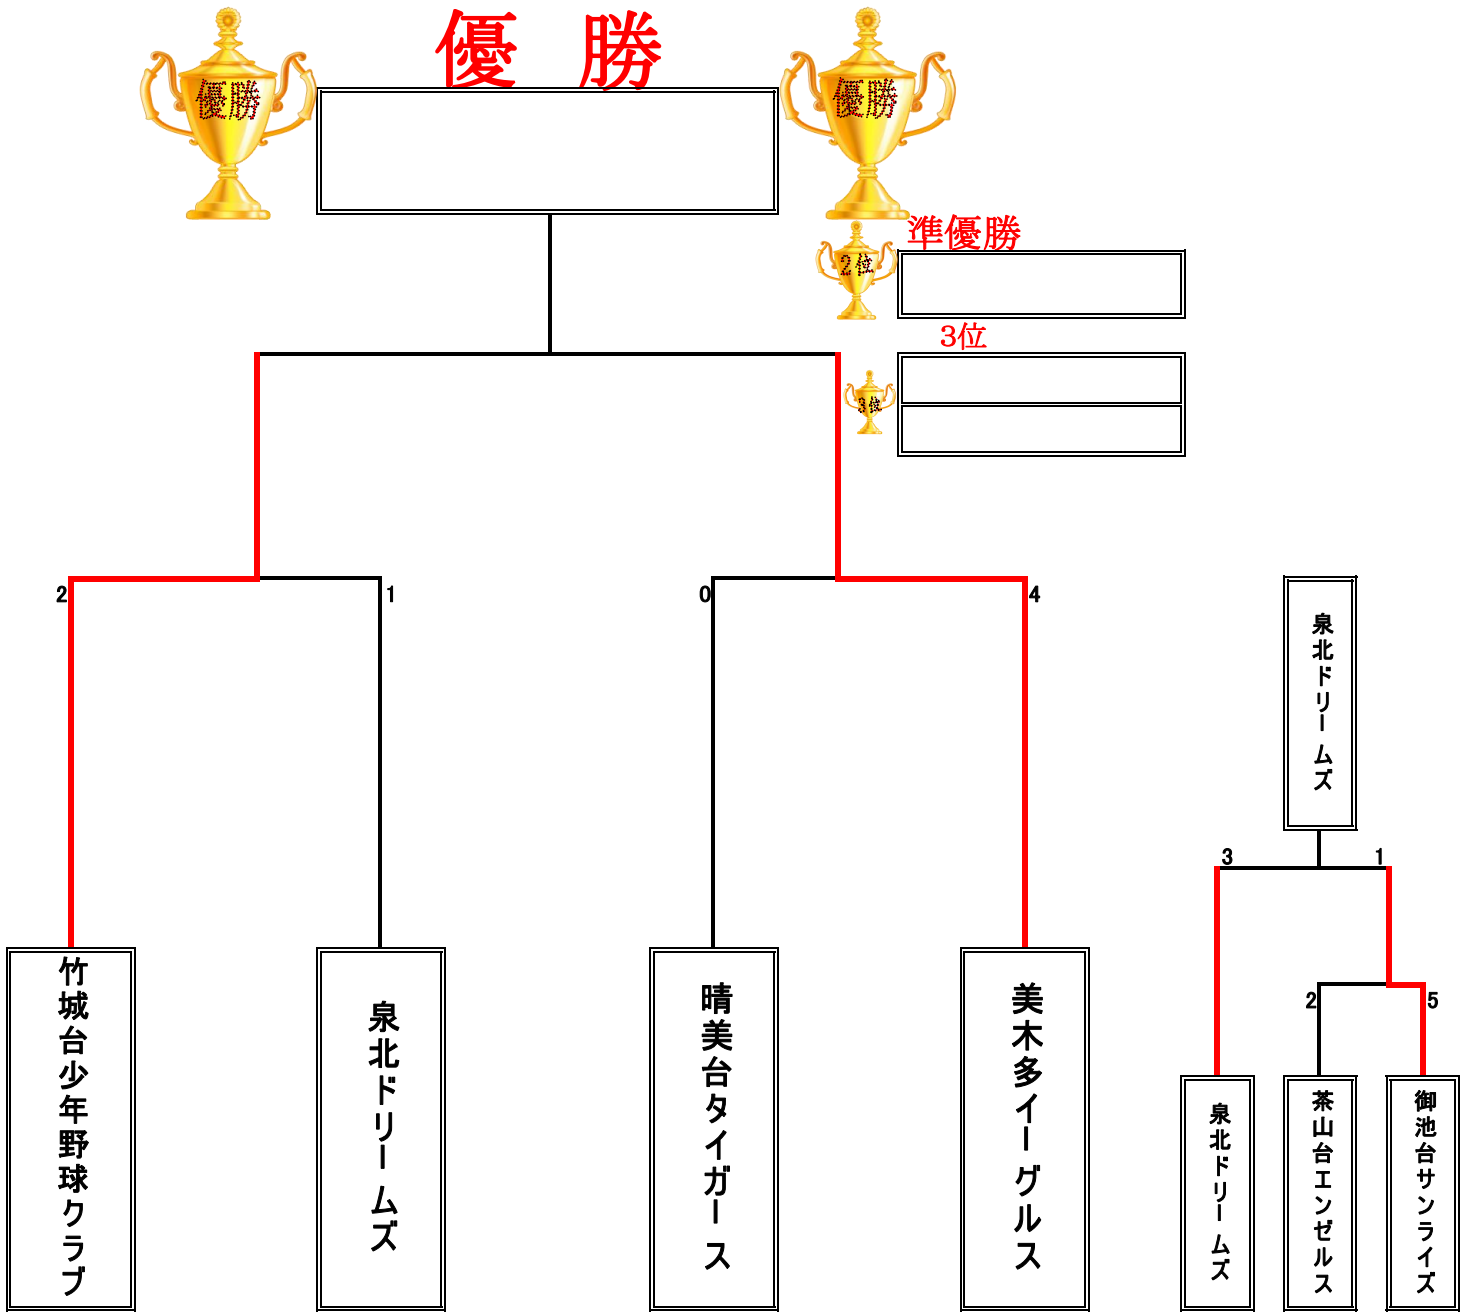 優　勝
優勝
優勝
準優勝
2位
3位
3位
2
1
0
4
泉北ドリームズ
3
1
2
5
竹城台少年野球クラブ
泉北ドリームズ
晴美台タイガース
美木多イーグルス
泉北ドリームズ
茶山台エンゼルス
御池台サンライズ